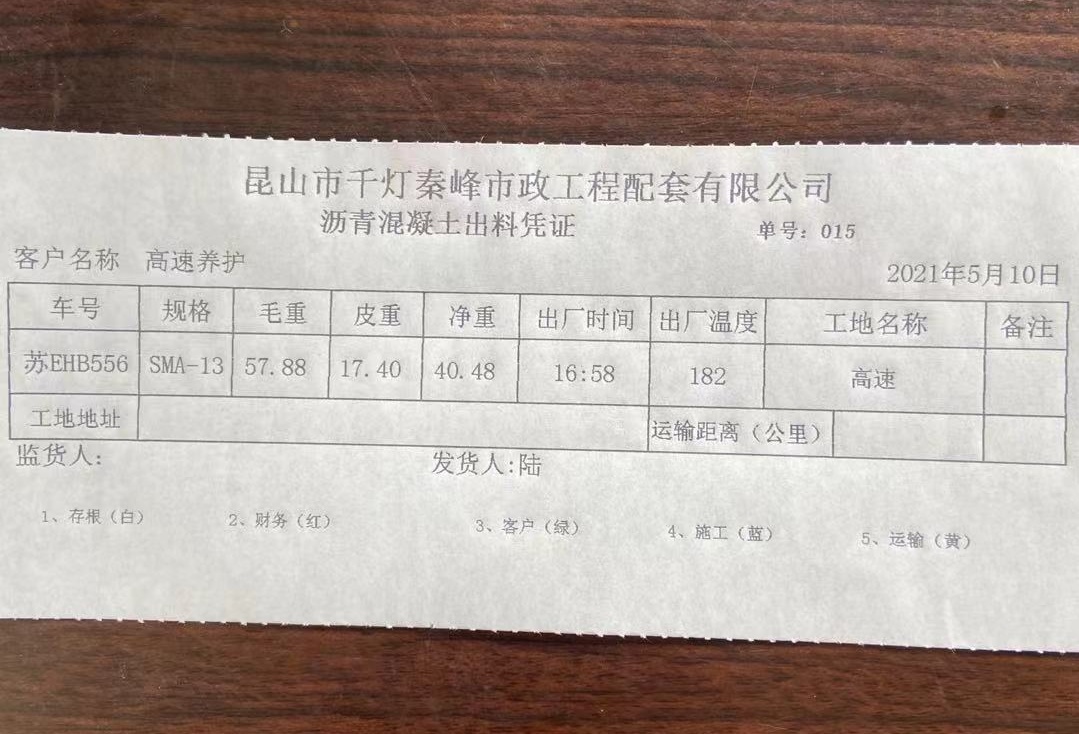 昆山市千灯秦峰市政工程配套有限公司
沥青混凝土出料凭证 单号：015
客户名称 高速养护 2021年5月10日
车号 规格 毛重 皮重 净重 出厂时间 出厂温度 工地名称 备注
苏EHB556 SMA-13 57.88 17.40 40.48 16:58 182 高速
工地地址 运输距离（公里）
监货人: 发货人:陆
1、存根（白） 2、财务（红） 3、客户（绿） 4、施工（蓝） 5、运输（黄）